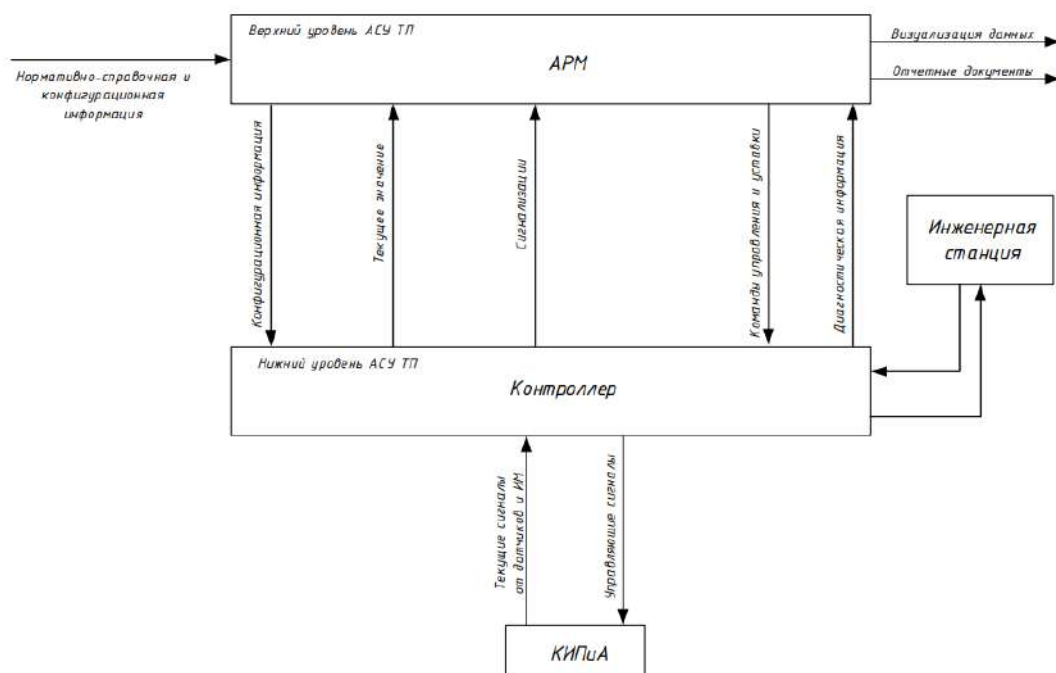 Верхний уровень АСУ ТП
АРМ
Визуализация данных
Отчетные документы
Нормативно-справочная и
конфигурационная
информация
Конфигурационная информация
Текущее значение
Сигнализации
Команды управления и уставки
Диагностическая информация
Инженерная
станция
Нижний уровень АСУ ТП
Контроллер
Текущие сигналы
от датчиков и ИМ
Управляющие сигналы
КИПиА